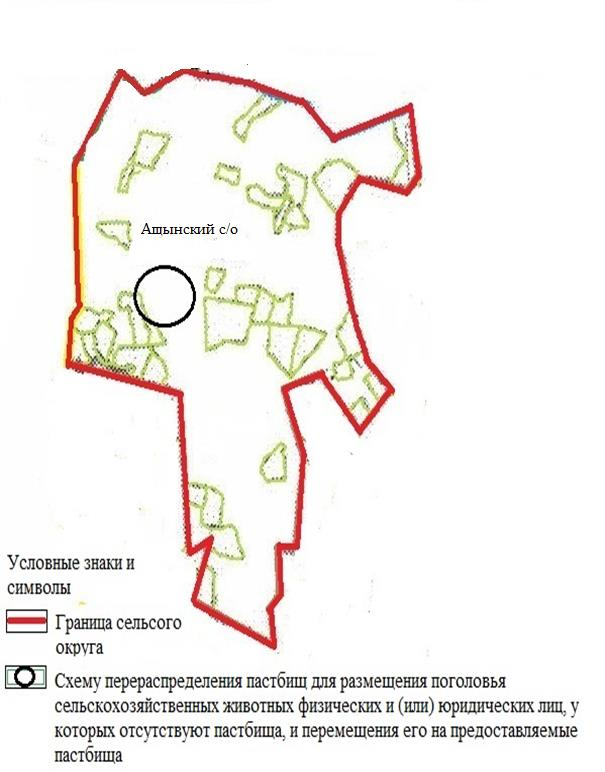 Ащынский с/о
Условные знаки и
символы
Граница сельсого
округа
Схему перераспределения пастбищ для размещения поголовья
сельскохозяйственных животных физических и (или) юридических лиц, у
которых отсутствуют пастбища, и перемещения его на предоставляемые
пастбища